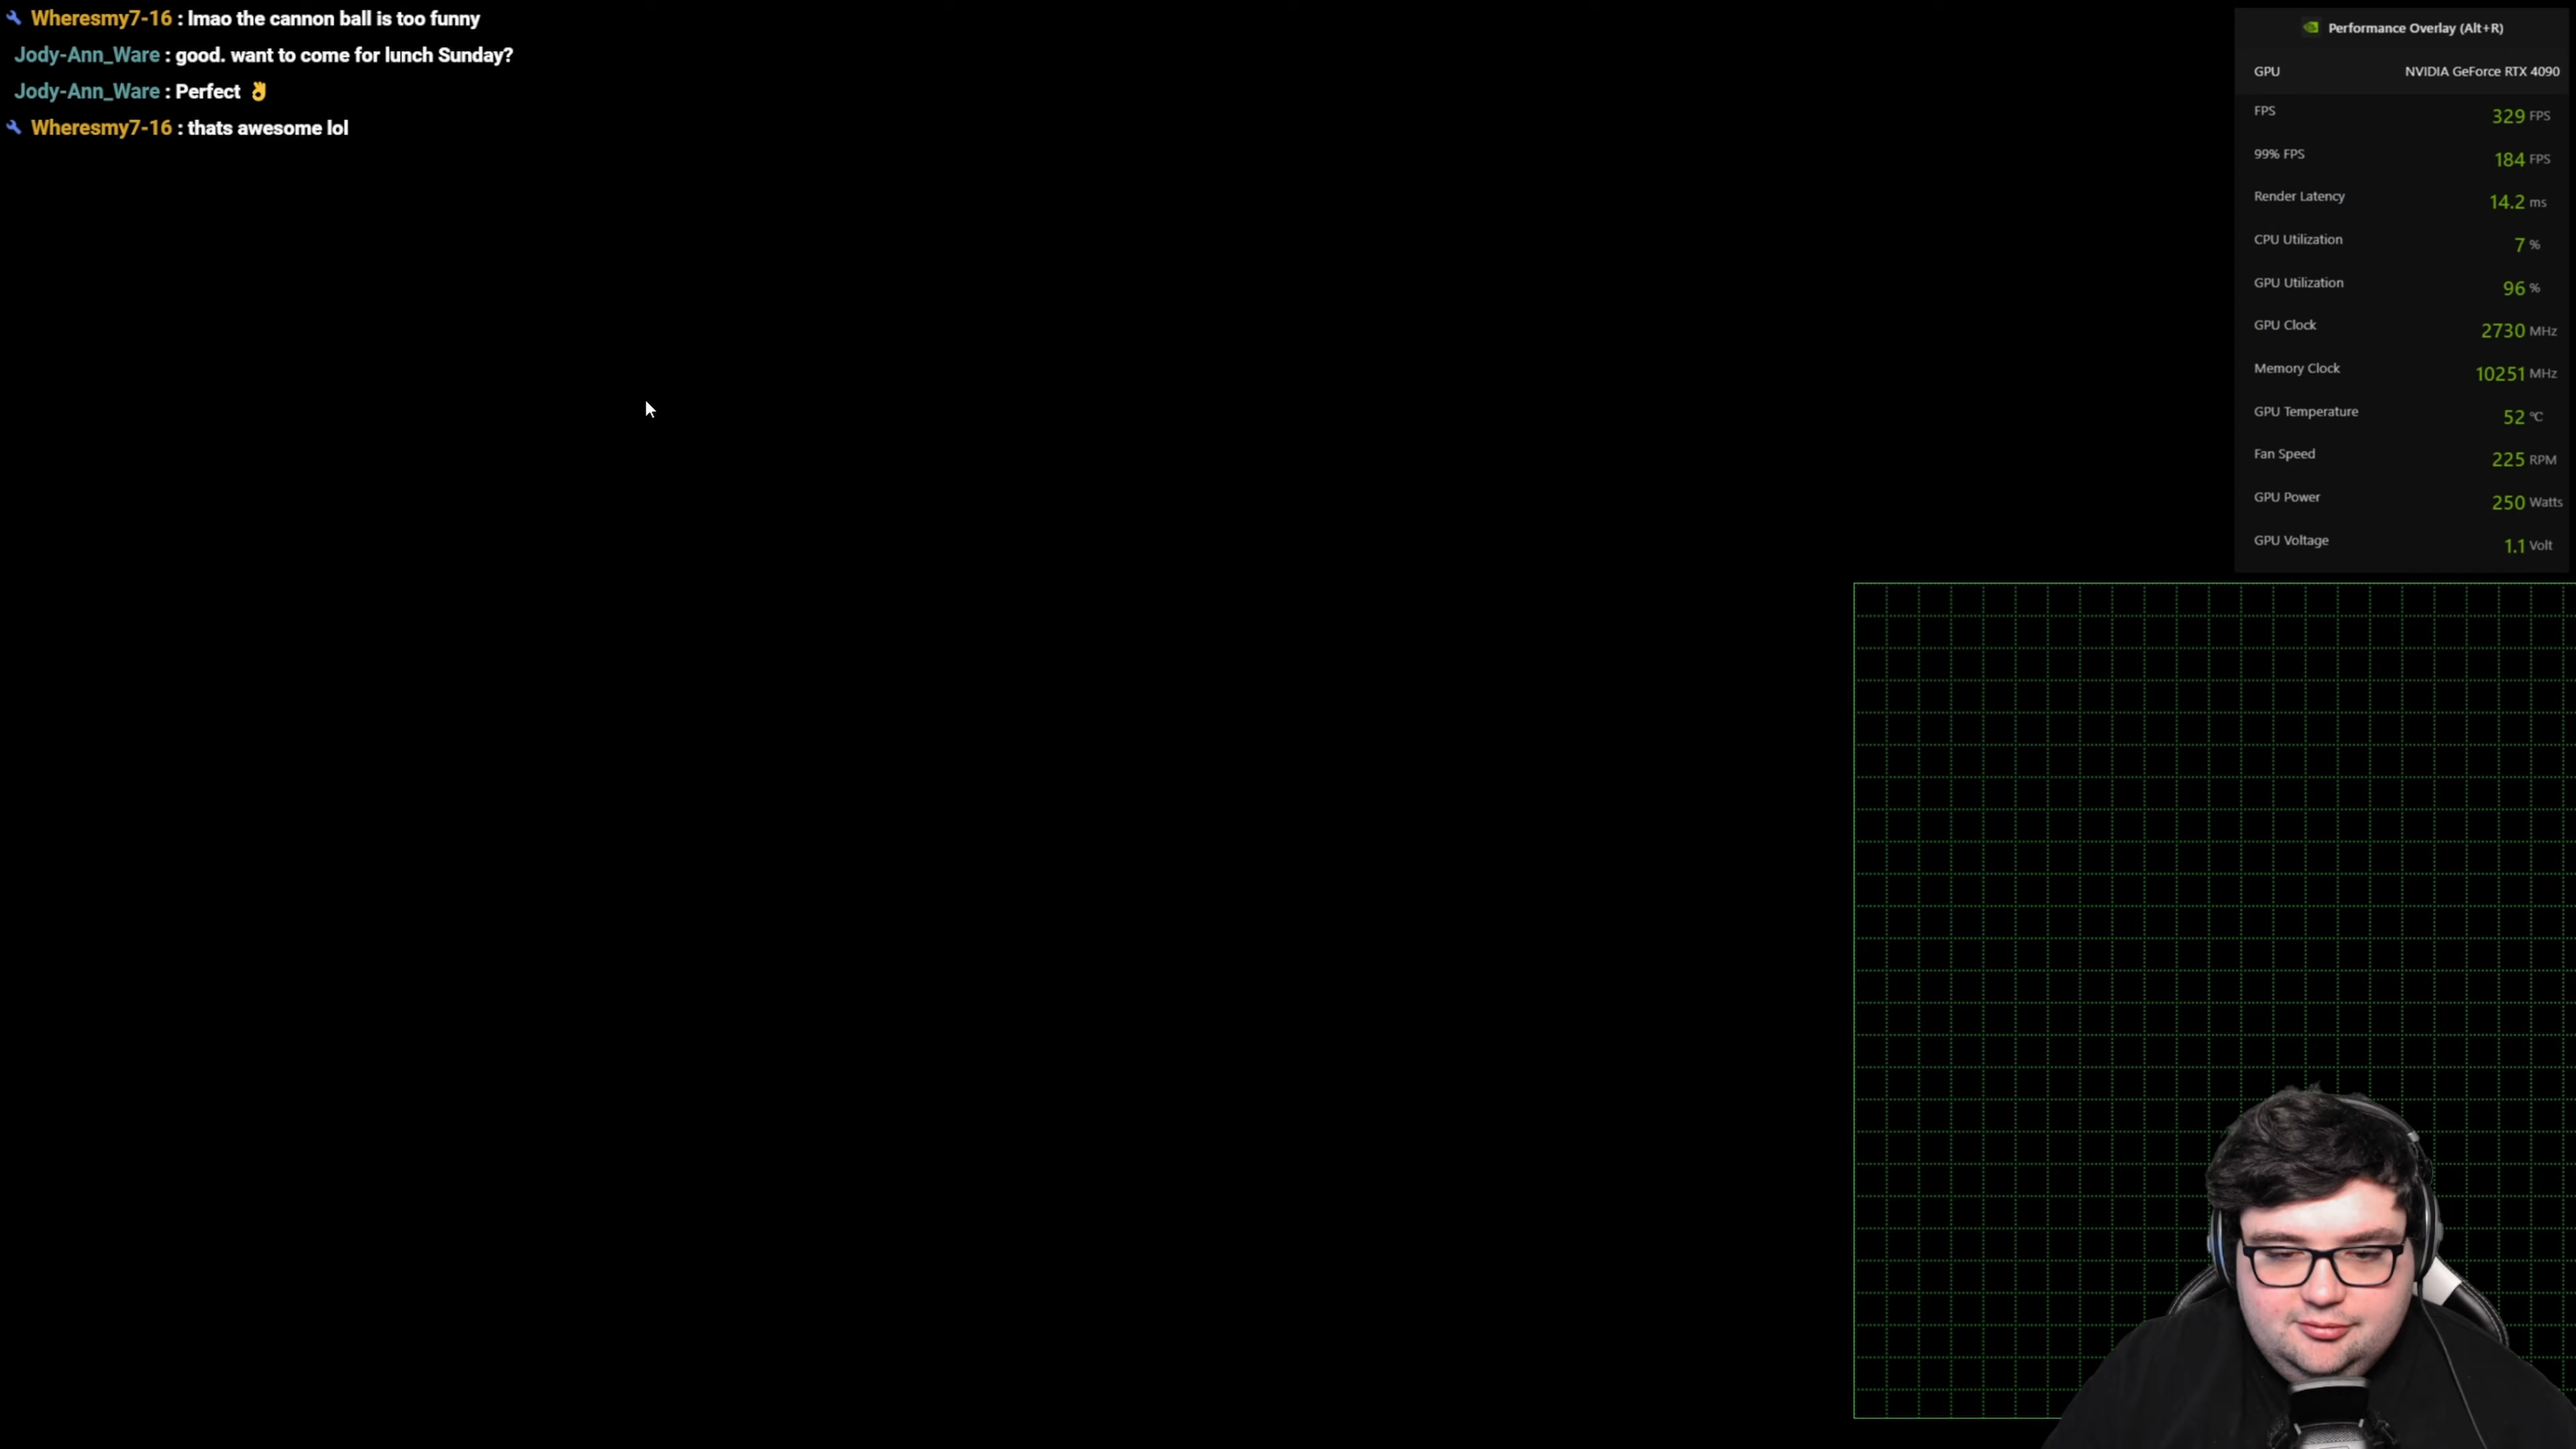 Wheresmy7-16 : lmao the cannon ball is too funny
Jody-Ann_Ware : good. want to come for lunch Sunday?
Jody-Ann_Ware : Perfect 👌
Wheresmy7-16 : thats awesome lol
Performance Overlay (Alt+R)
GPU NVIDIA GeForce RTX 4090
FPS 329 FPS
99% FPS 184 FPS
Render Latency 14.2 ms
CPU Utilization 7 %
GPU Utilization 96 %
GPU Clock 2730 MHz
Memory Clock 10251 MHz
GPU Temperature 52 °C
Fan Speed 225 RPM
GPU Power 250 Watts
GPU Voltage 1.1 Volt